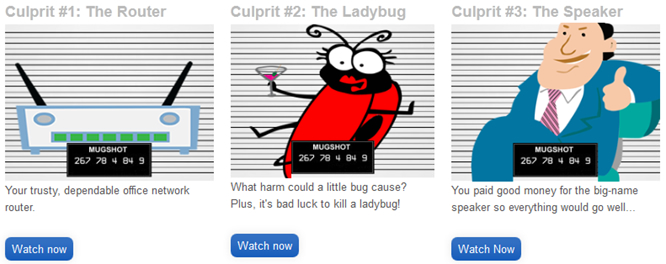 Culprit #1: The Router
MUGSHOT
267 78 4 84 9
Your trusty, dependable office network
router.
Watch now
Culprit #2: The Ladybug
MUGSHOT
267 78 4 84 9
What harm could a little bug cause?
Plus, it's bad luck to kill a ladybug!
Watch now
Culprit #3: The Speaker
MUGSHOT
267 78 4 84 9
You paid good money for the big-name
speaker so everything would go well...
Watch Now